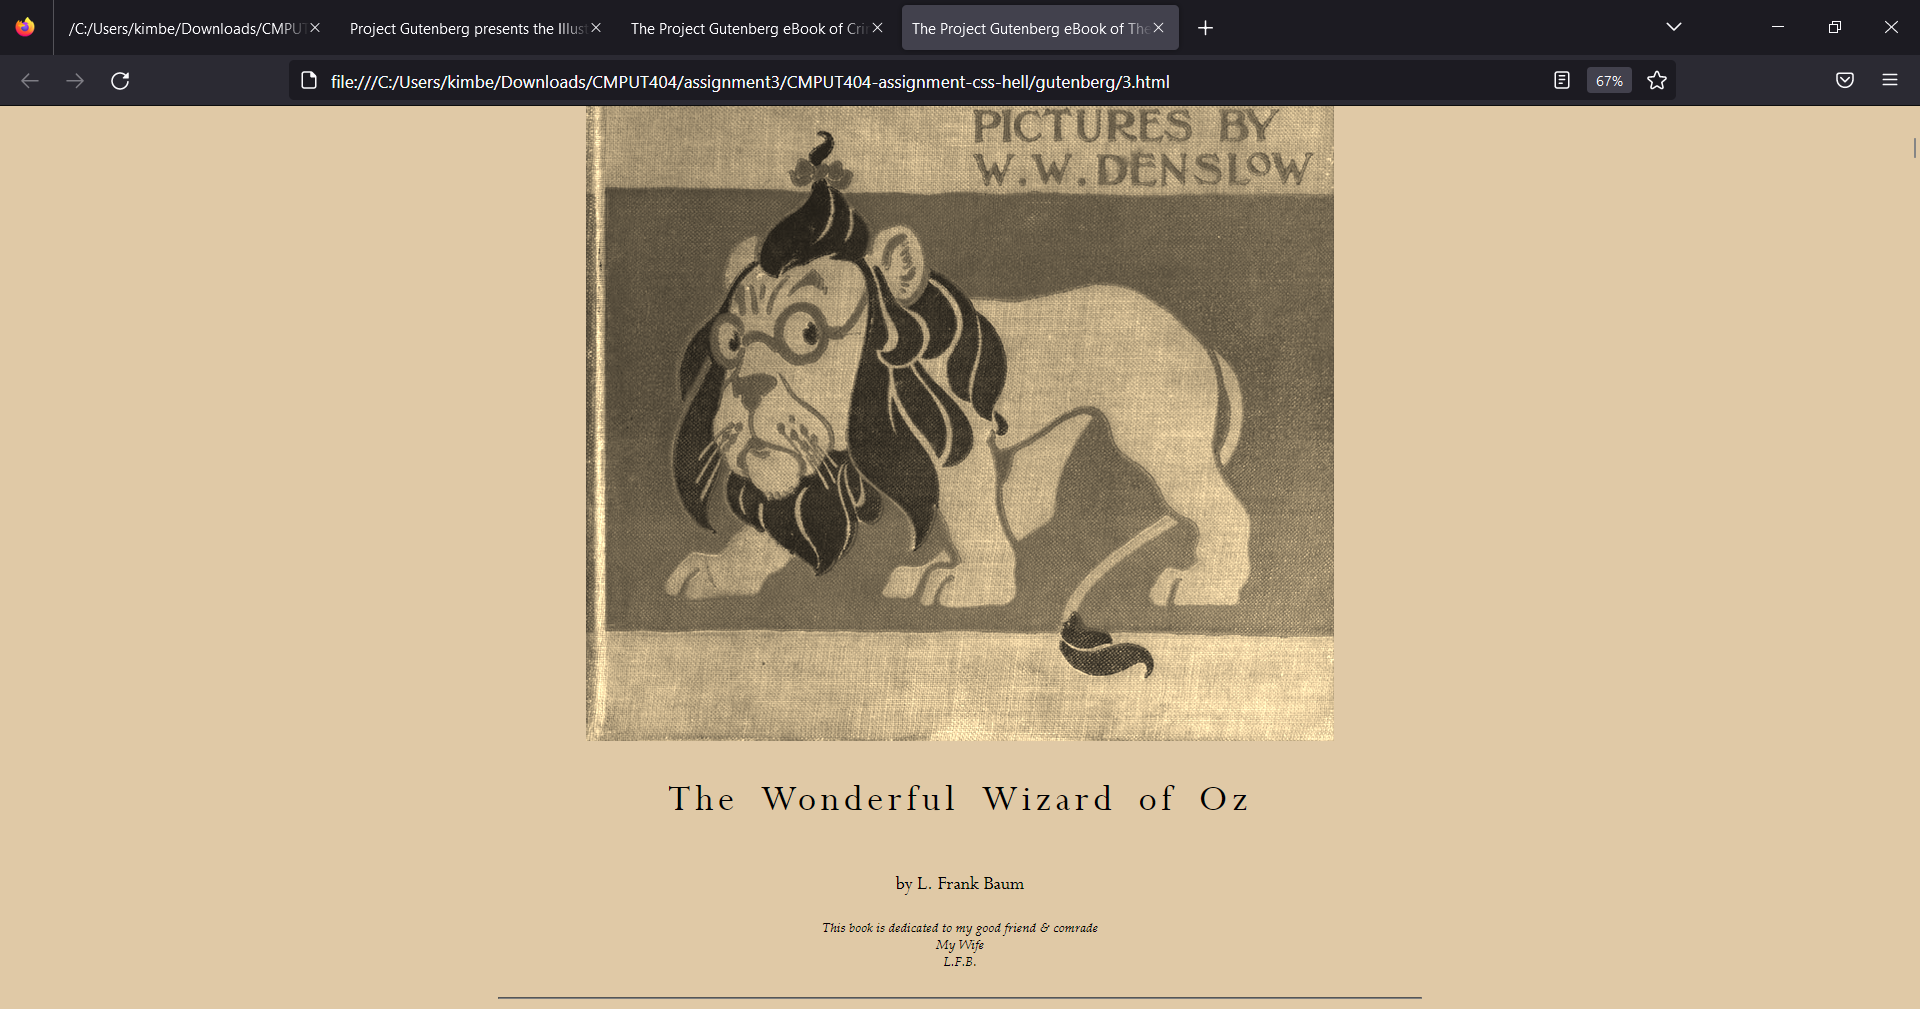 /C:/Users/kimbe/Downloads/CMPUT
Project Gutenberg presents the Illust
The Project Gutenberg eBook of Cri
The Project Gutenberg eBook of The
file:///C:/Users/kimbe/Downloads/CMPUT404/assignment3/CMPUT404-assignment-css-hell/gutenberg/3.html
67%
PICTURES BY
W.W. DENSLOW
The Wonderful Wizard of Oz
by L. Frank Baum
This book is dedicated to my good friend & comrade
My Wife
L.F.B.